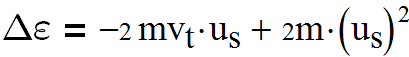 Δε = −2 mv_t·u_s + 2m·(u_s)²